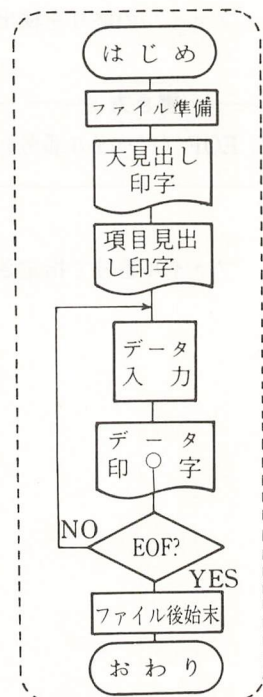 はじめ
ファイル準備
大見出し
印字
項目見出
し印字
データ
入力
データ
印字
NO
EOF?
YES
ファイル後始末
おわり